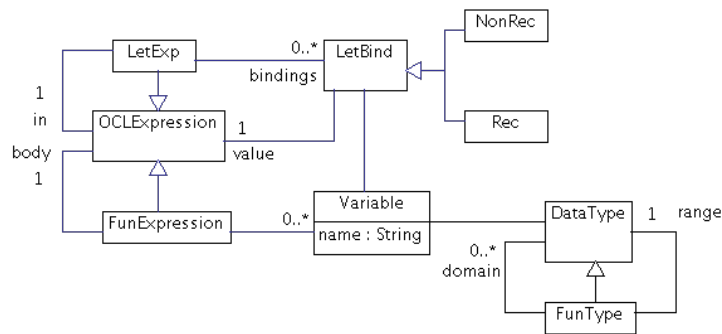 NonRec
LetExp
0..*
LetBind
bindings
1
in
OCLExpression
1
Rec
body
value
1
Variable
DataType
1
range
FunExpression
0..*
name : String
0..*
domain
FunType